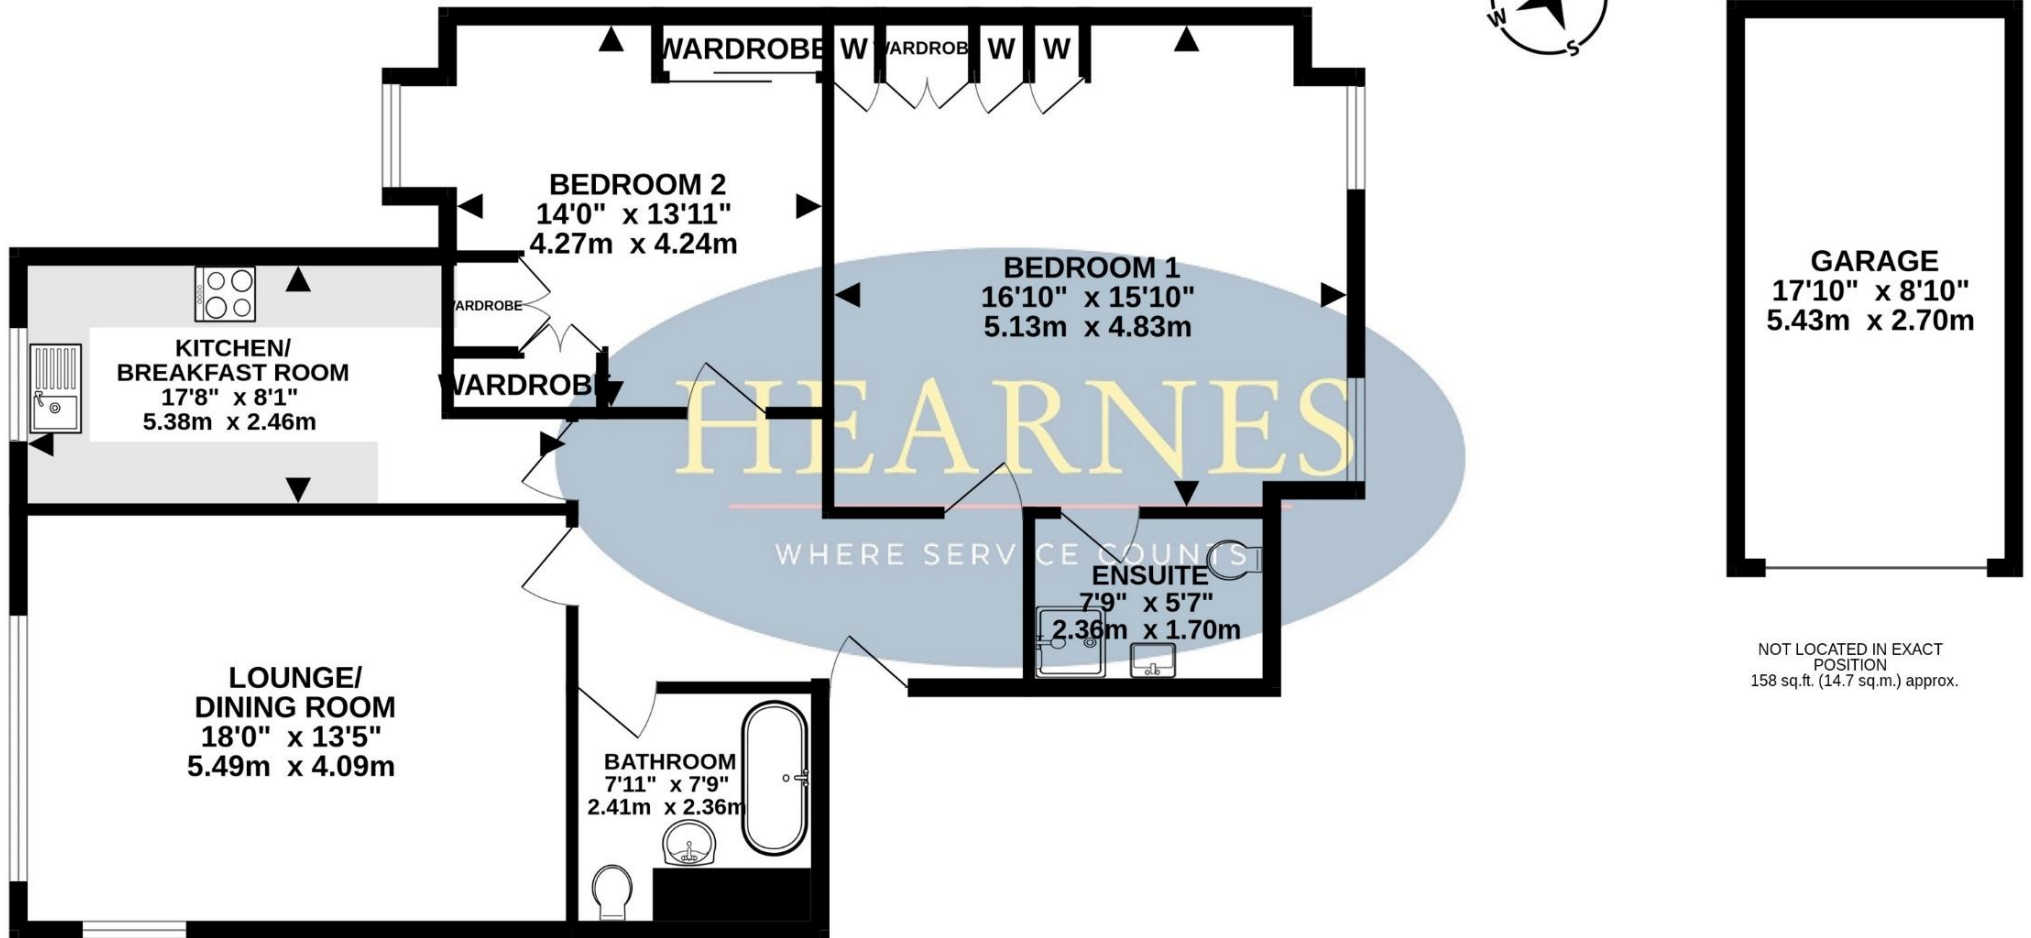 W
S
WARDROBE
W
WARDROBE
W
W
BEDROOM 2
14'0" x 13'11"
4.27m x 4.24m
BEDROOM 1
16'10" x 15'10"
5.13m x 4.83m
GARAGE
17'10" x 8'10"
5.43m x 2.70m
WARDROBE
WARDROBE
KITCHEN/
BREAKFAST ROOM
17'8" x 8'1"
5.38m x 2.46m
HEARNES
WHERE SERVICE COUNTS
ENSUITE
7'9" x 5'7"
2.36m x 1.70m
NOT LOCATED IN EXACT
POSITION
158 sq.ft. (14.7 sq.m.) approx.
LOUNGE/
DINING ROOM
18'0" x 13'5"
5.49m x 4.09m
BATHROOM
7'11" x 7'9"
2.41m x 2.36m